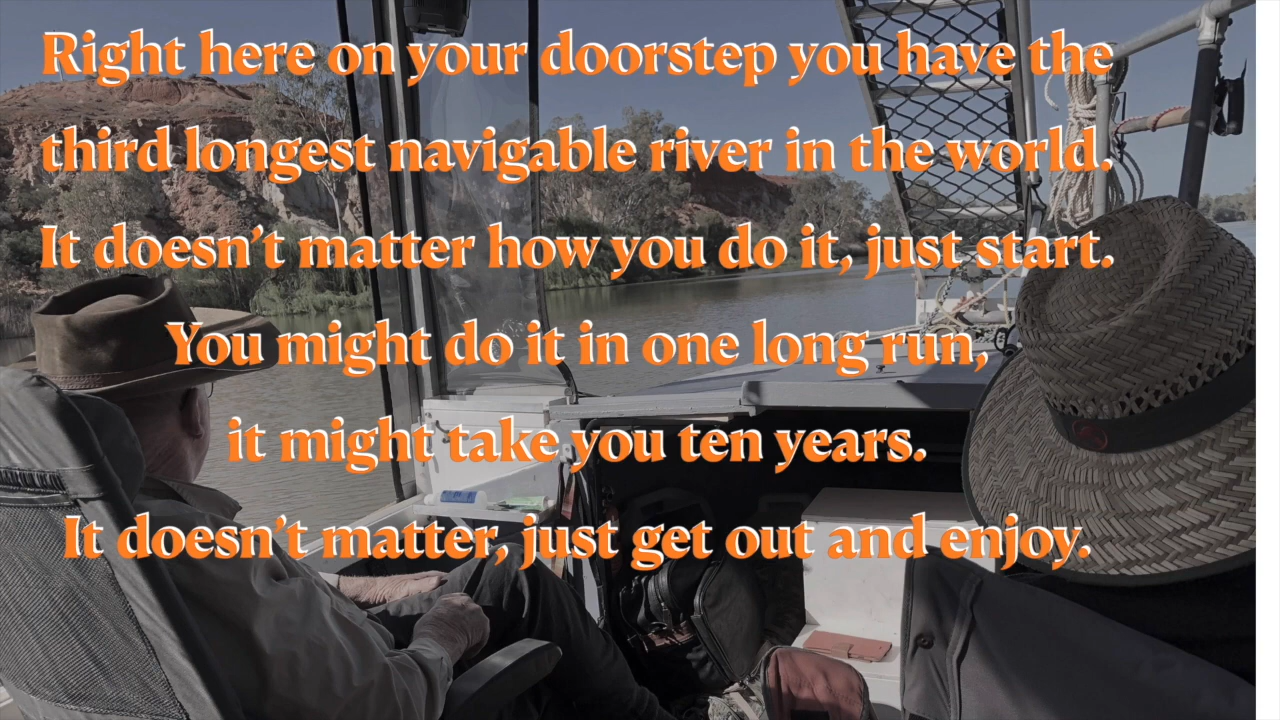 Right here on your doorstep you have the
third longest navigable river in the world.
It doesn’t matter how you do it, just start.
You might do it in one long run,
it might take you ten years.
It doesn’t matter, just get out and enjoy.